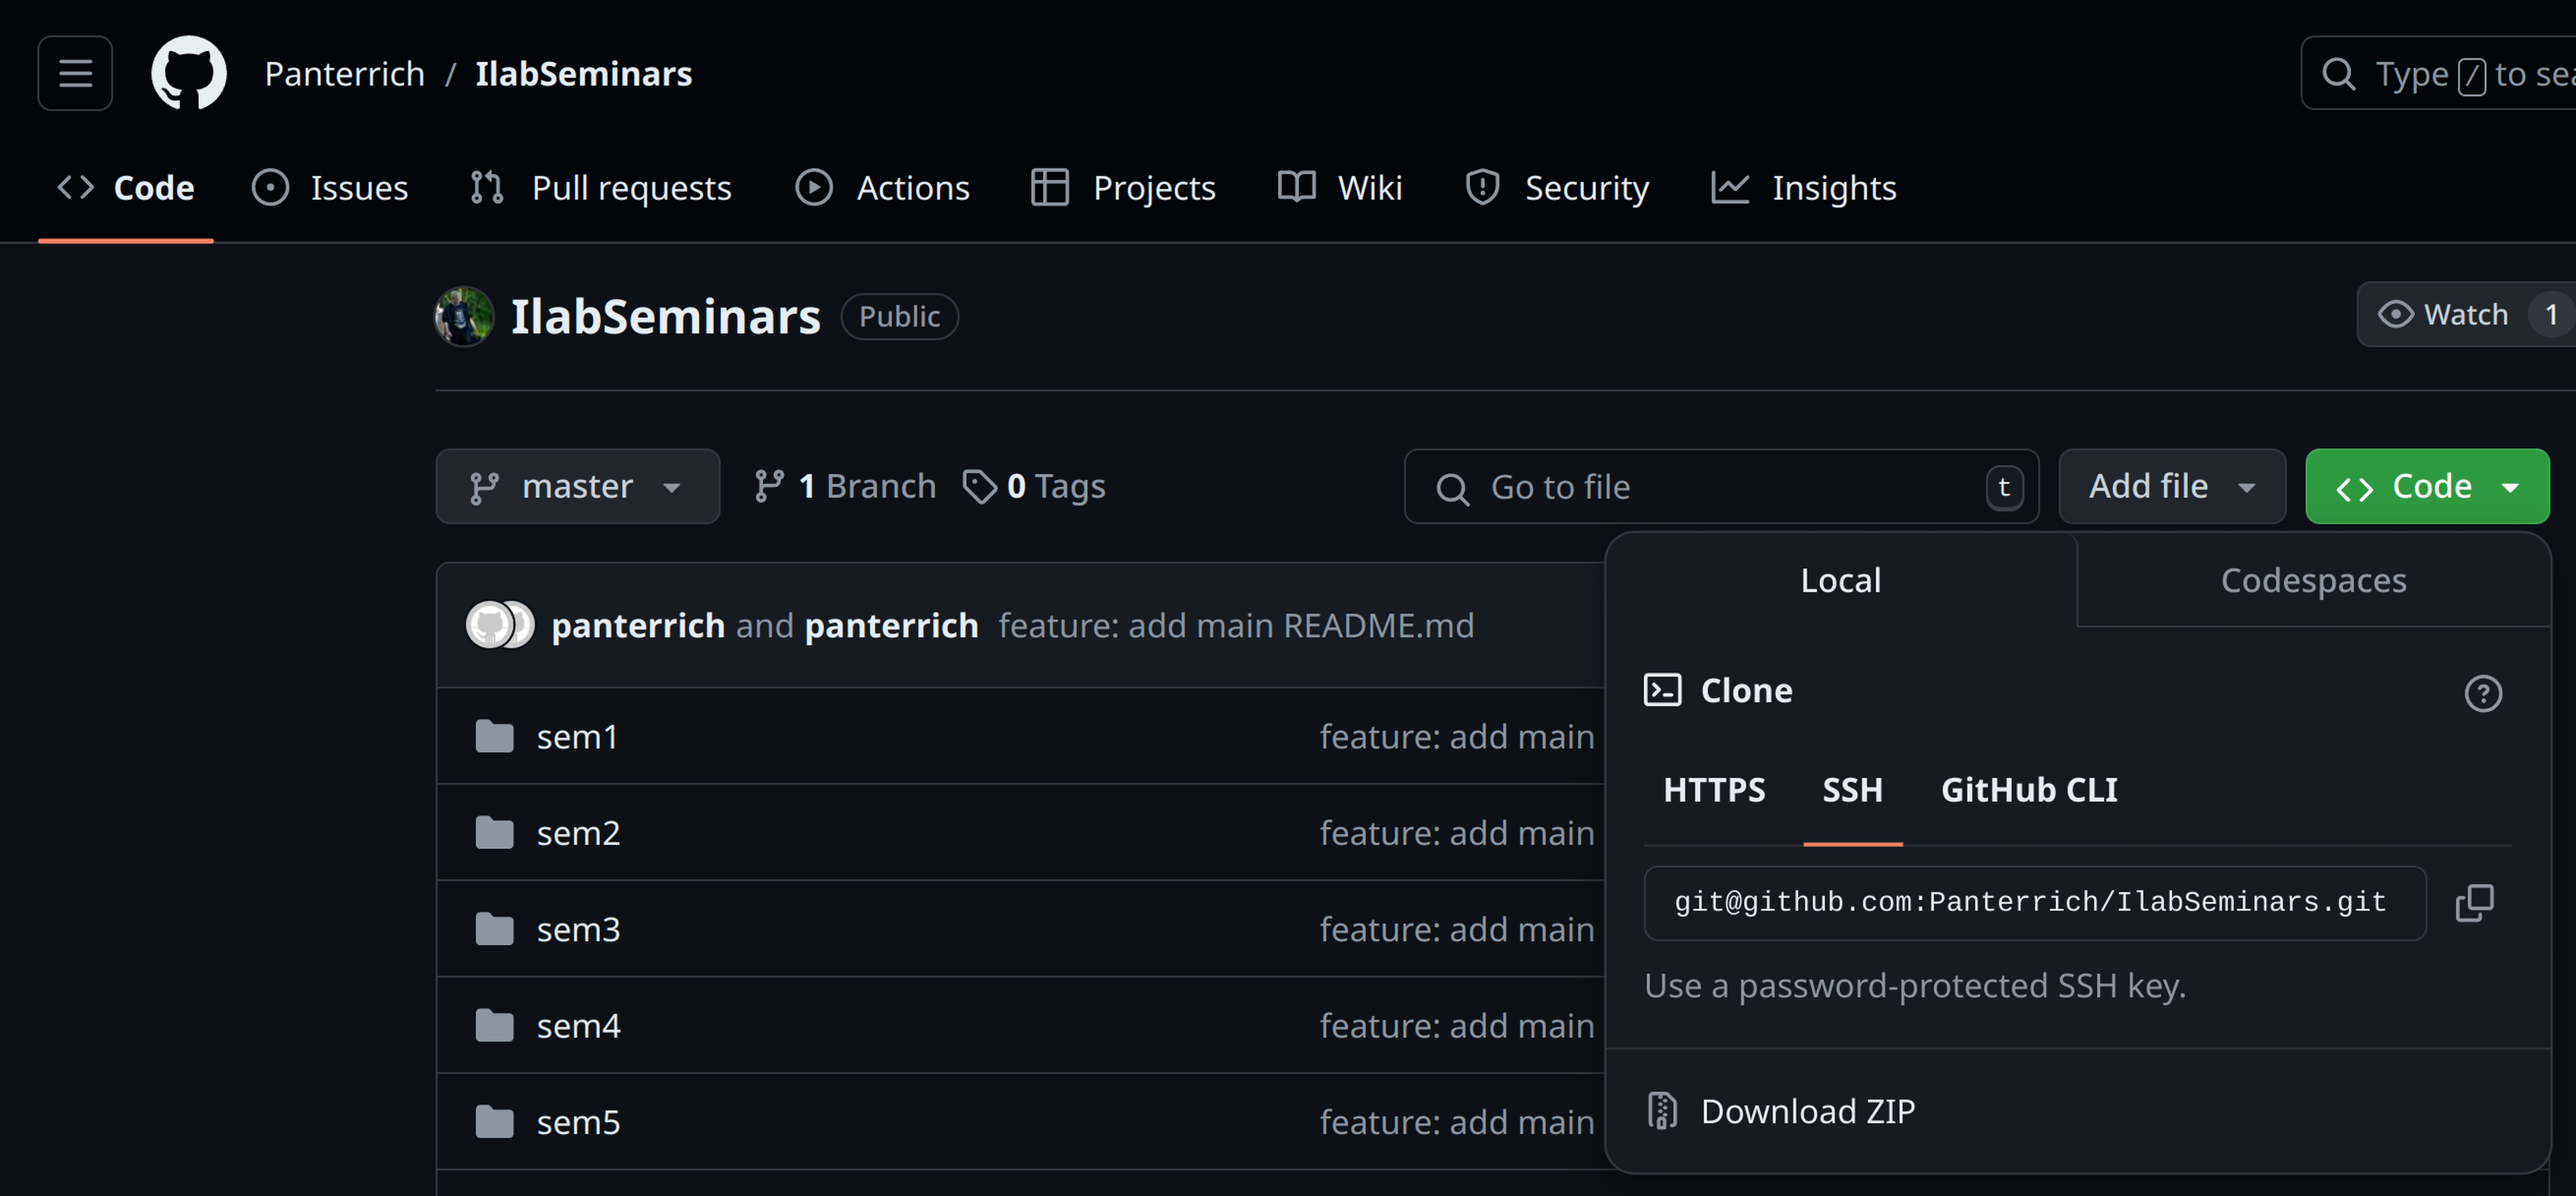 Panterrich / IlabSeminars
Type / to sea
Code Issues Pull requests Actions Projects Wiki Security Insights
IlabSeminars Public
Watch 1
master 1 Branch 0 Tags
Go to file t
Add file
Code
panterrich and panterrich feature: add main README.md
sem1 feature: add main
sem2 feature: add main
sem3 feature: add main
sem4 feature: add main
sem5 feature: add main
Local Codespaces
Clone
HTTPS SSH GitHub CLI
git@github.com:Panterrich/IlabSeminars.git
Use a password-protected SSH key.
Download ZIP